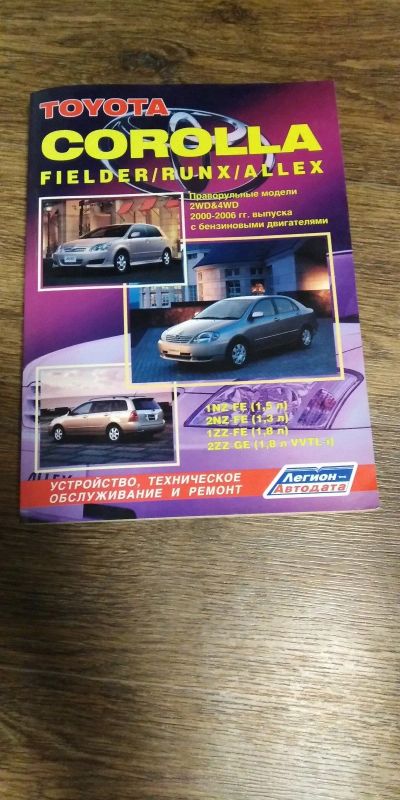 TOYOTA
COROLLA
FIELDER/RUNX/ALLEX
Праворульные модели
2WD&4WD
2000-2006 гг. выпуска
с бензиновыми двигателями
1NZ-FE (1,5 л)
2NZ-FE (1,3 л)
1ZZ-FE (1,8 л)
2ZZ-GE (1,8 л VVTL-i)
ALLEX
УСТРОЙСТВО, ТЕХНИЧЕСКОЕ
ОБСЛУЖИВАНИЕ И РЕМОНТ
Легион
Автодата